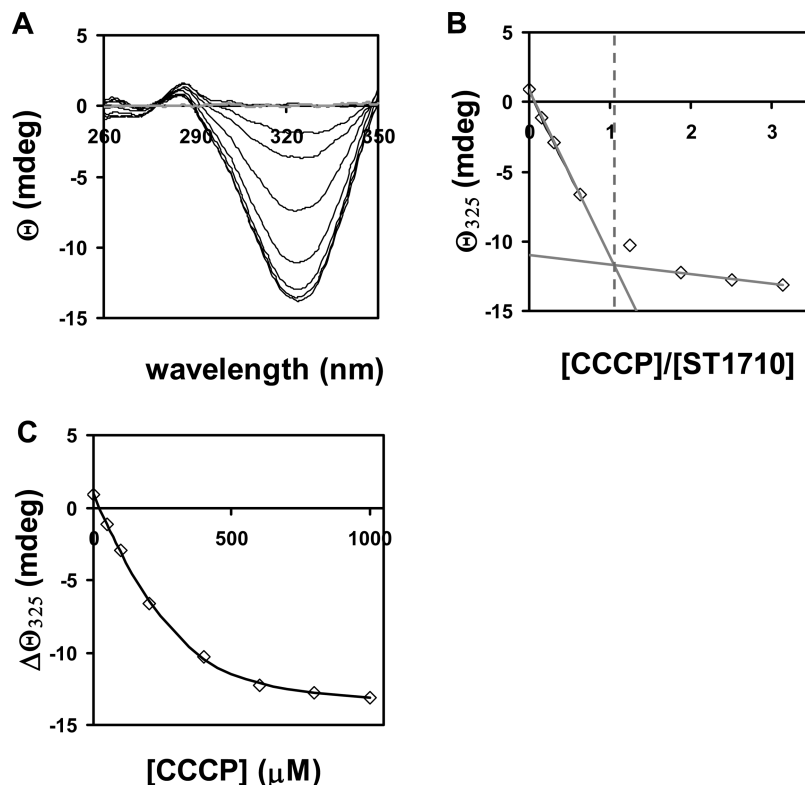 A
5
0
-5
-10
-15
260
290
320
350
Θ (mdeg)
wavelength (nm)
B
5
0
-5
-10
-15
0
1
2
3
Θ325 (mdeg)
[CCCP]/[ST1710]
C
5
0
-5
-10
-15
0
500
1000
ΔΘ325 (mdeg)
[CCCP] (μM)